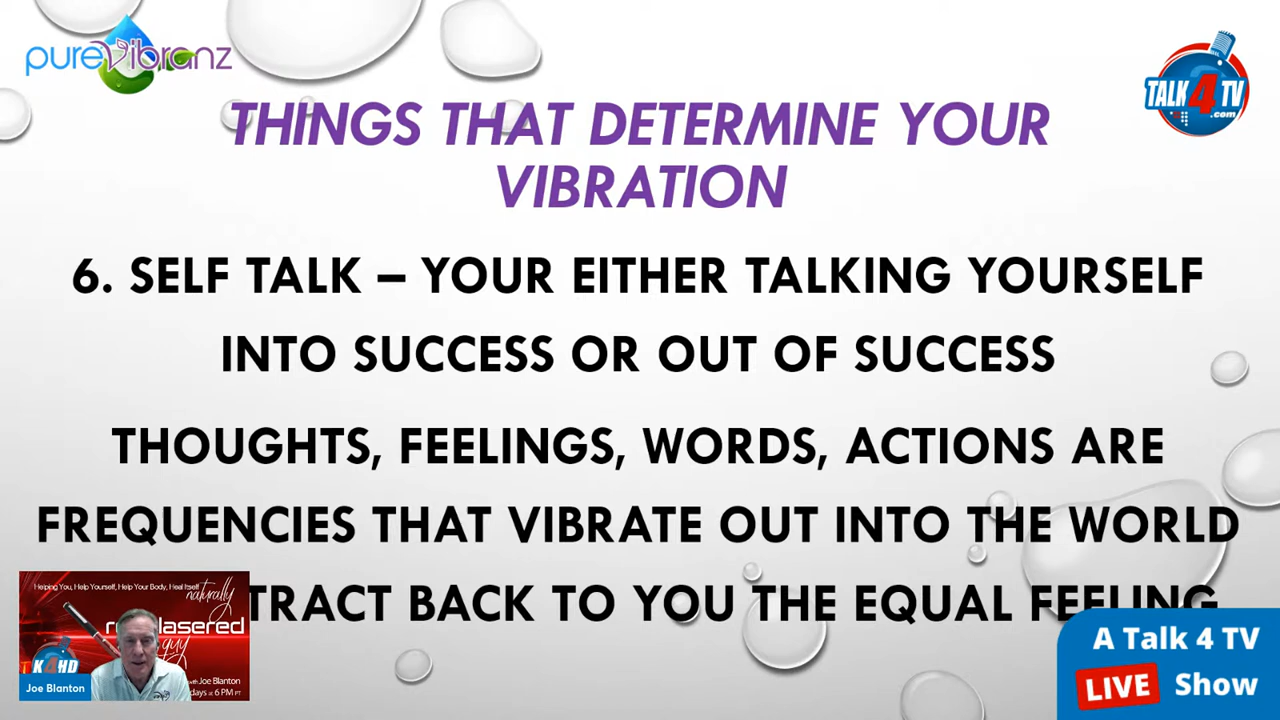 pureVibranz
TALK 4 TV
.com
THINGS THAT DETERMINE YOUR
VIBRATION
6. SELF TALK – YOUR EITHER TALKING YOURSELF
INTO SUCCESS OR OUT OF SUCCESS
THOUGHTS, FEELINGS, WORDS, ACTIONS ARE
FREQUENCIES THAT VIBRATE OUT INTO THE WORLD
TRACT BACK TO YOU THE EQUAL FEELING
Helping You, Help Yourself, Help Your Body, Heal Itself
naturally
lasered
guy
K4HD
Joe Blanton
with Joe Blanton
days at 6 PM PT
A Talk 4 TV
LIVE Show